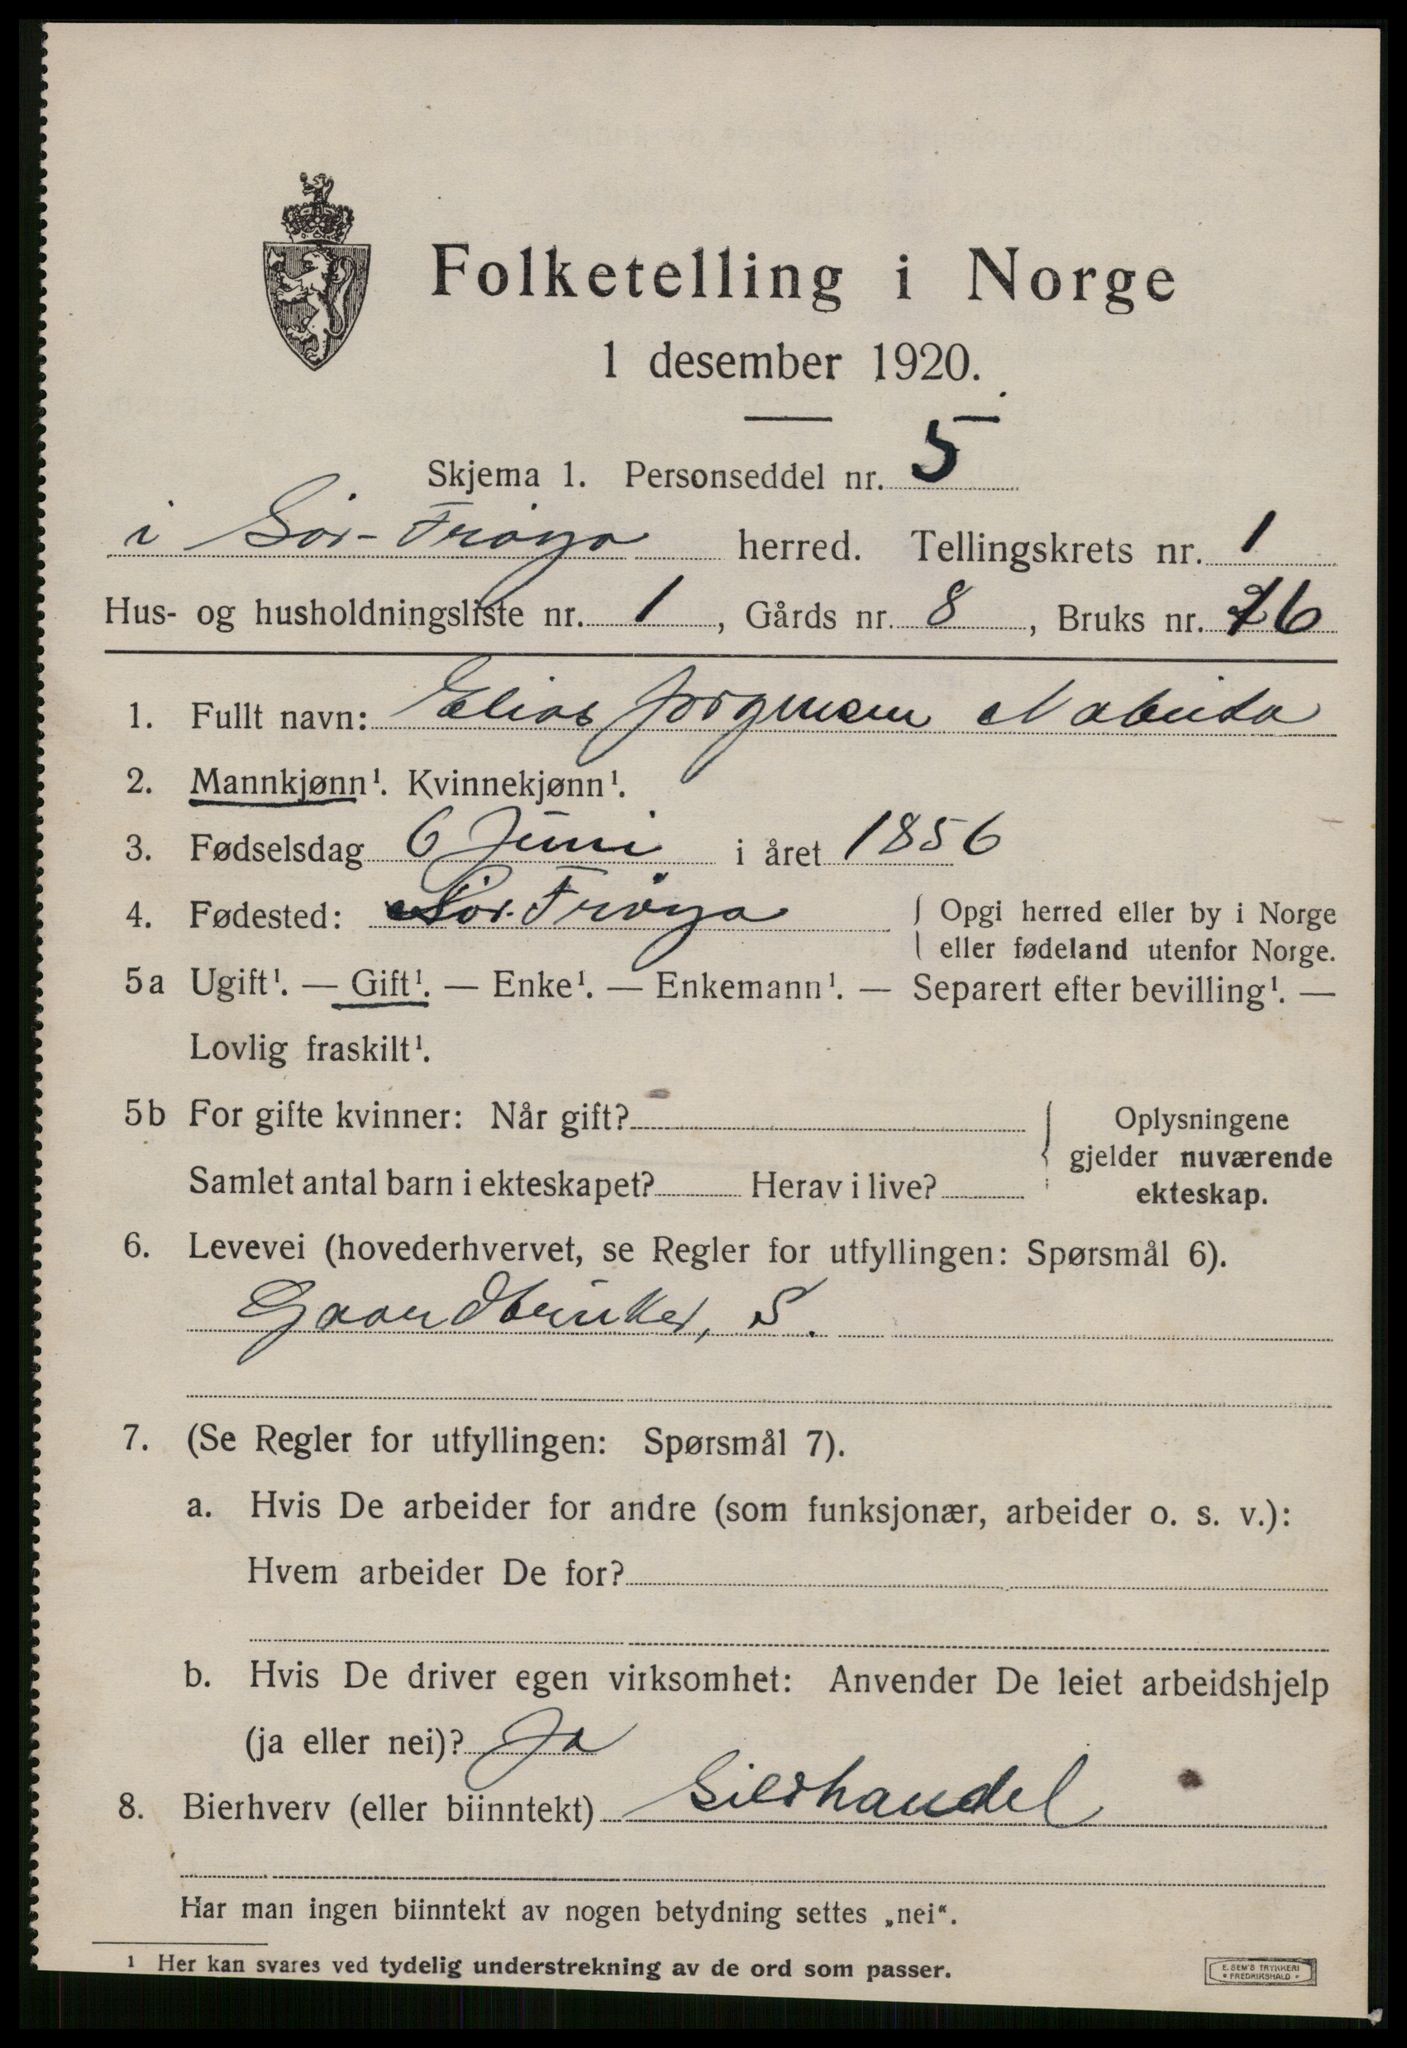 Folketelling i Norge
1 desember 1920.
Skjema 1. Personseddel nr. 5
i Sör-Fröya herred. Tellingskrets nr. 1
Hus- og husholdningsliste nr. 1, Gårds nr. 8, Bruks nr. 26
1. Fullt navn: Elias Jørgensen
2. Mannkjønn¹. Kvinnekjønn¹.
3. Fødselsdag 6 Juni i året 1856
4. Fødested: Sör-Fröya { Opgi herred eller by i Norge
eller fødeland utenfor Norge.
5a Ugift¹. — Gift¹. — Enke¹. — Enkemann¹. — Separert efter bevilling¹. —
Lovlig fraskilt¹.
5b For gifte kvinner: Når gift? { Oplysningene
gjelder nuværende
Samlet antal barn i ekteskapet? Herav i live? ekteskap.
6. Levevei (hovederhvervet, se Regler for utfyllingen: Spørsmål 6).
Gaardbruker, S.
7. (Se Regler for utfyllingen: Spørsmål 7).
a. Hvis De arbeider for andre (som funksjonær, arbeider o. s. v.):
Hvem arbeider De for?
b. Hvis De driver egen virksomhet: Anvender De leiet arbeidshjelp
(ja eller nei)? Ja
8. Bierhverv (eller biinntekt) Sildhandel
Har man ingen biinntekt av nogen betydning settes „nei“.
¹ Her kan svares ved tydelig understrekning av de ord som passer.
E. SEM'S TRYKKERI
FREDRIKSHALD